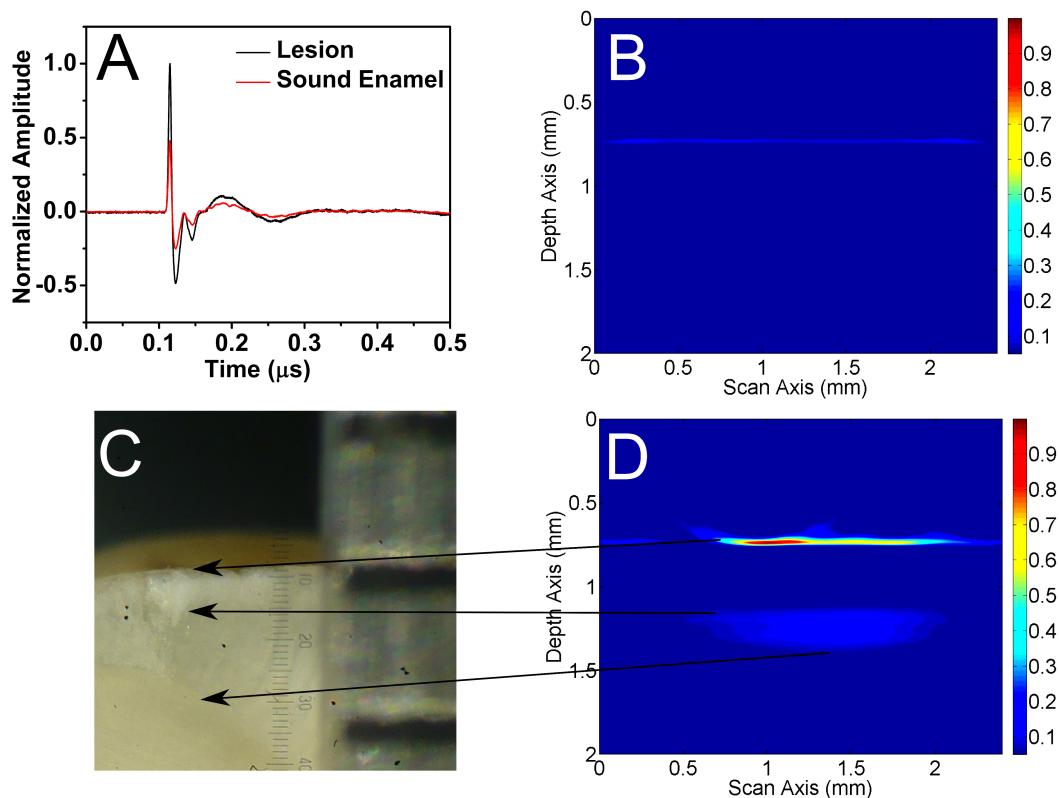 A
Lesion
Sound Enamel
Normalized Amplitude
1.0
0.5
0.0
-0.5
0.0 0.1 0.2 0.3 0.4 0.5
Time (μs)
B
Depth Axis (mm)
0
0.5
1
1.5
2
0 0.5 1 1.5 2
Scan Axis (mm)
0.9
0.8
0.7
0.6
0.5
0.4
0.3
0.2
0.1
C
10
20
30
40
D
Depth Axis (mm)
0
0.5
1
1.5
2
0 0.5 1 1.5 2
Scan Axis (mm)
0.9
0.8
0.7
0.6
0.5
0.4
0.3
0.2
0.1